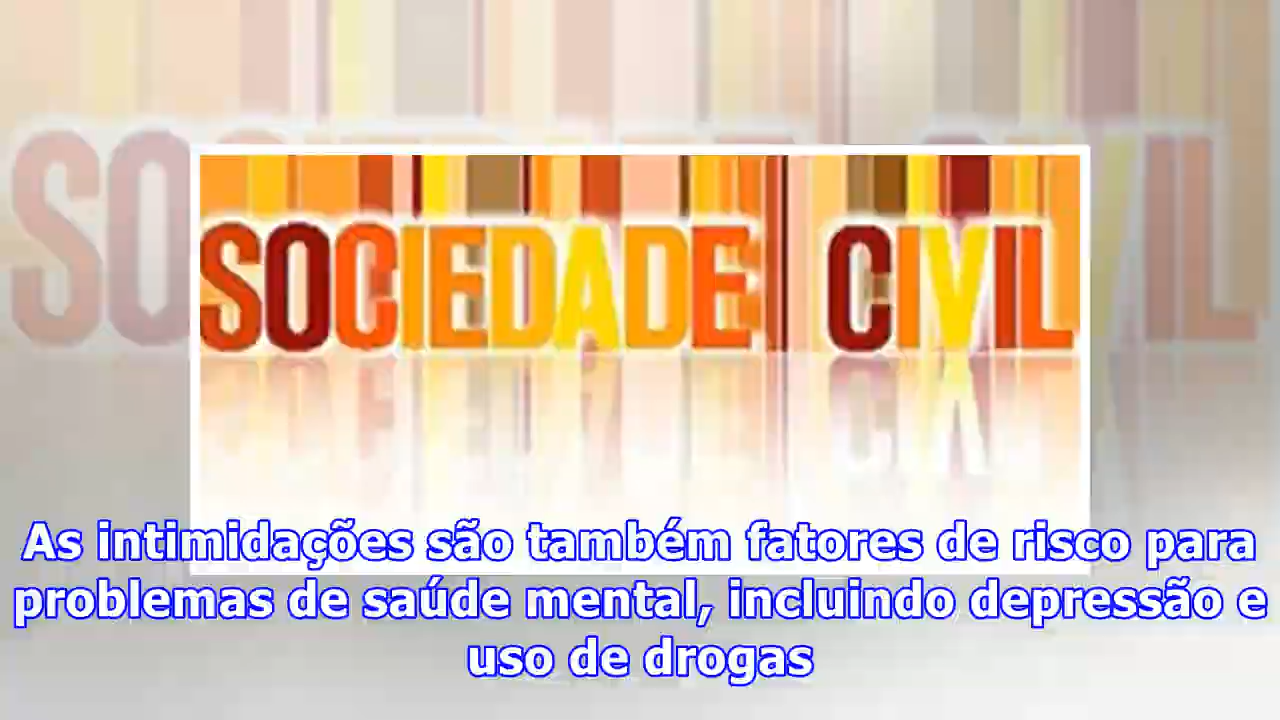 SOCIEDADE CIVIL
As intimidações são também fatores de risco para
problemas de saúde mental, incluindo depressão e
uso de drogas